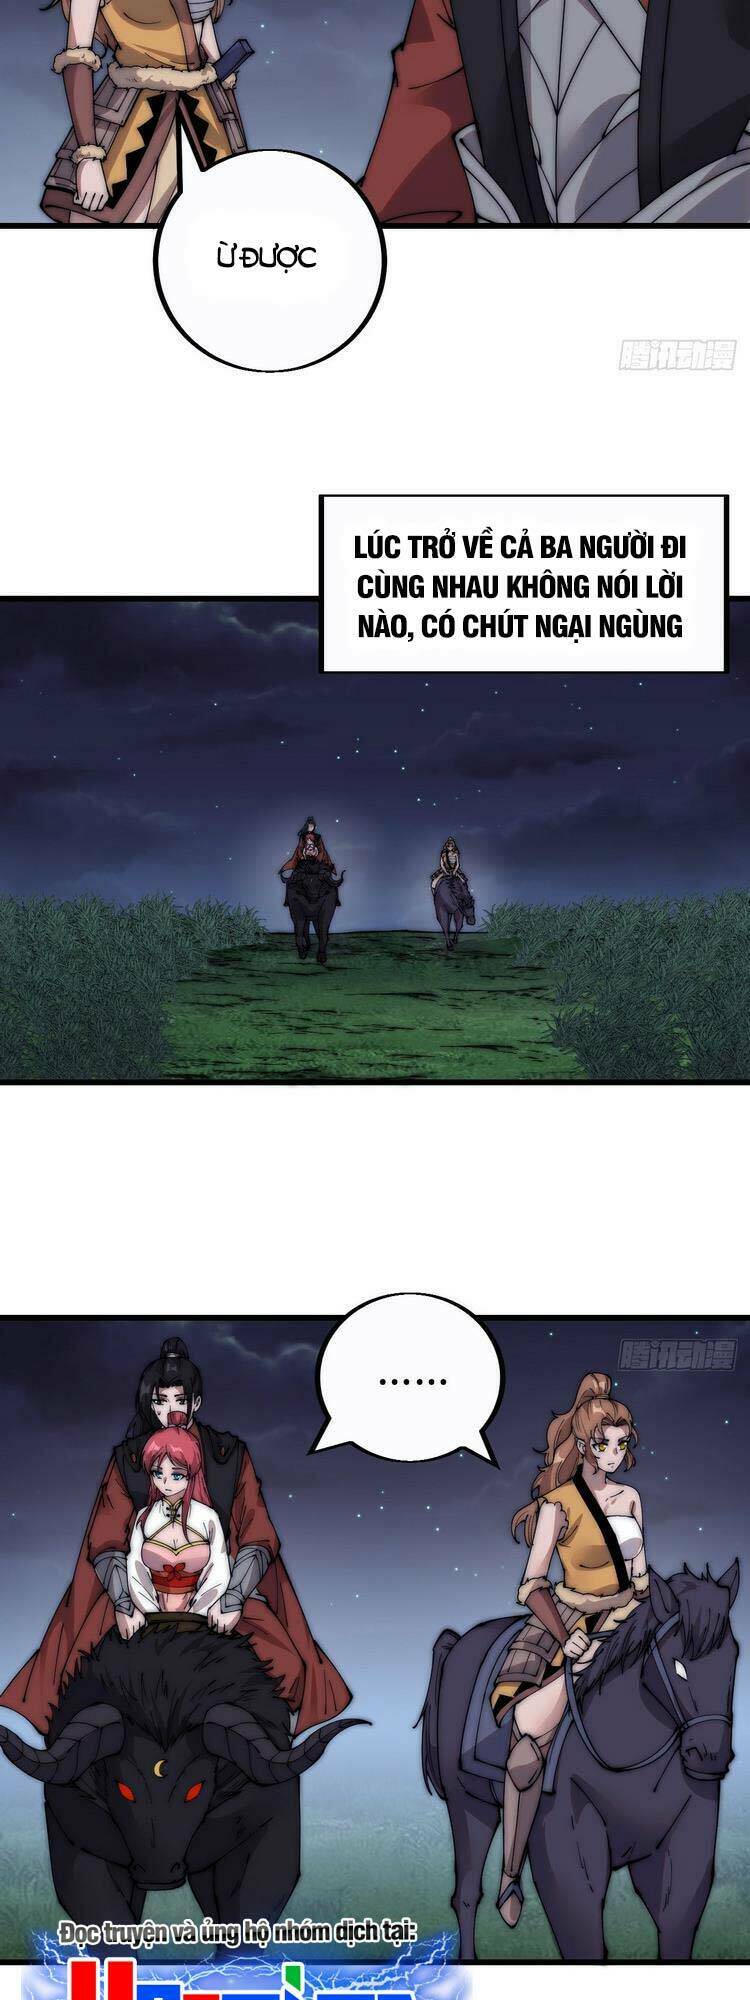 Ừ ĐƯỢC
腾讯动漫
LÚC TRỞ VỀ CẢ BA NGƯỜI ĐI
CÙNG NHAU KHÔNG NÓI LỜI
NÀO, CÓ CHÚT NGẠI NGÙNG
腾讯动漫
......
Đọc truyện và ủng hộ nhóm dịch tại: